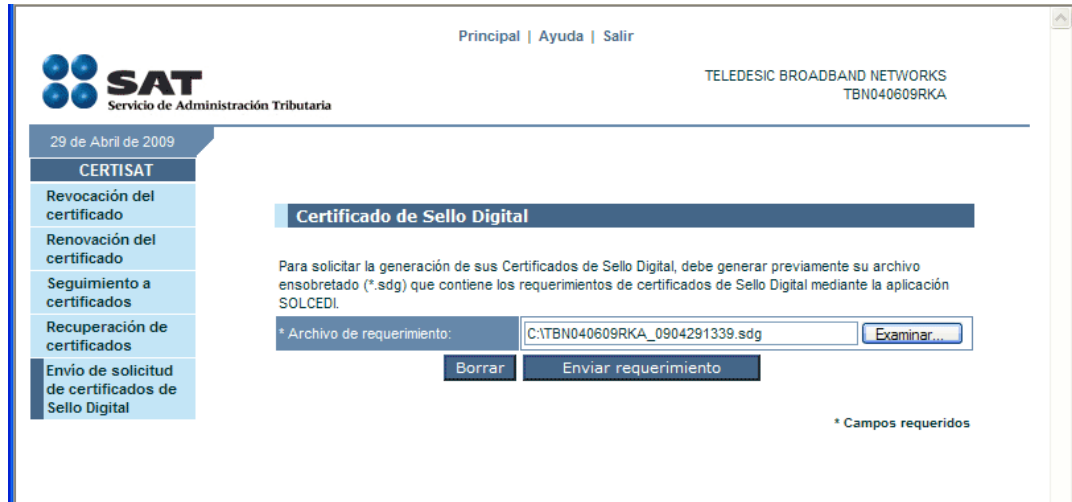 Principal | Ayuda | Salir
SAT
Servicio de Administración Tributaria
TELEDESIC BROADBAND NETWORKS
TBN040609RKA
29 de Abril de 2009
CERTISAT
Revocación del
certificado
Renovación del
certificado
Seguimiento a
certificados
Recuperación de
certificados
Envío de solicitud
de certificados de
Sello Digital
Certificado de Sello Digital
Para solicitar la generación de sus Certificados de Sello Digital, debe generar previamente su archivo
ensobretado (*.sdg) que contiene los requerimientos de certificados de Sello Digital mediante la aplicación
SOLCEDI.
* Archivo de requerimiento: C:\TBN040609RKA_0904291339.sdg Examinar...
Borrar Enviar requerimiento
* Campos requeridos